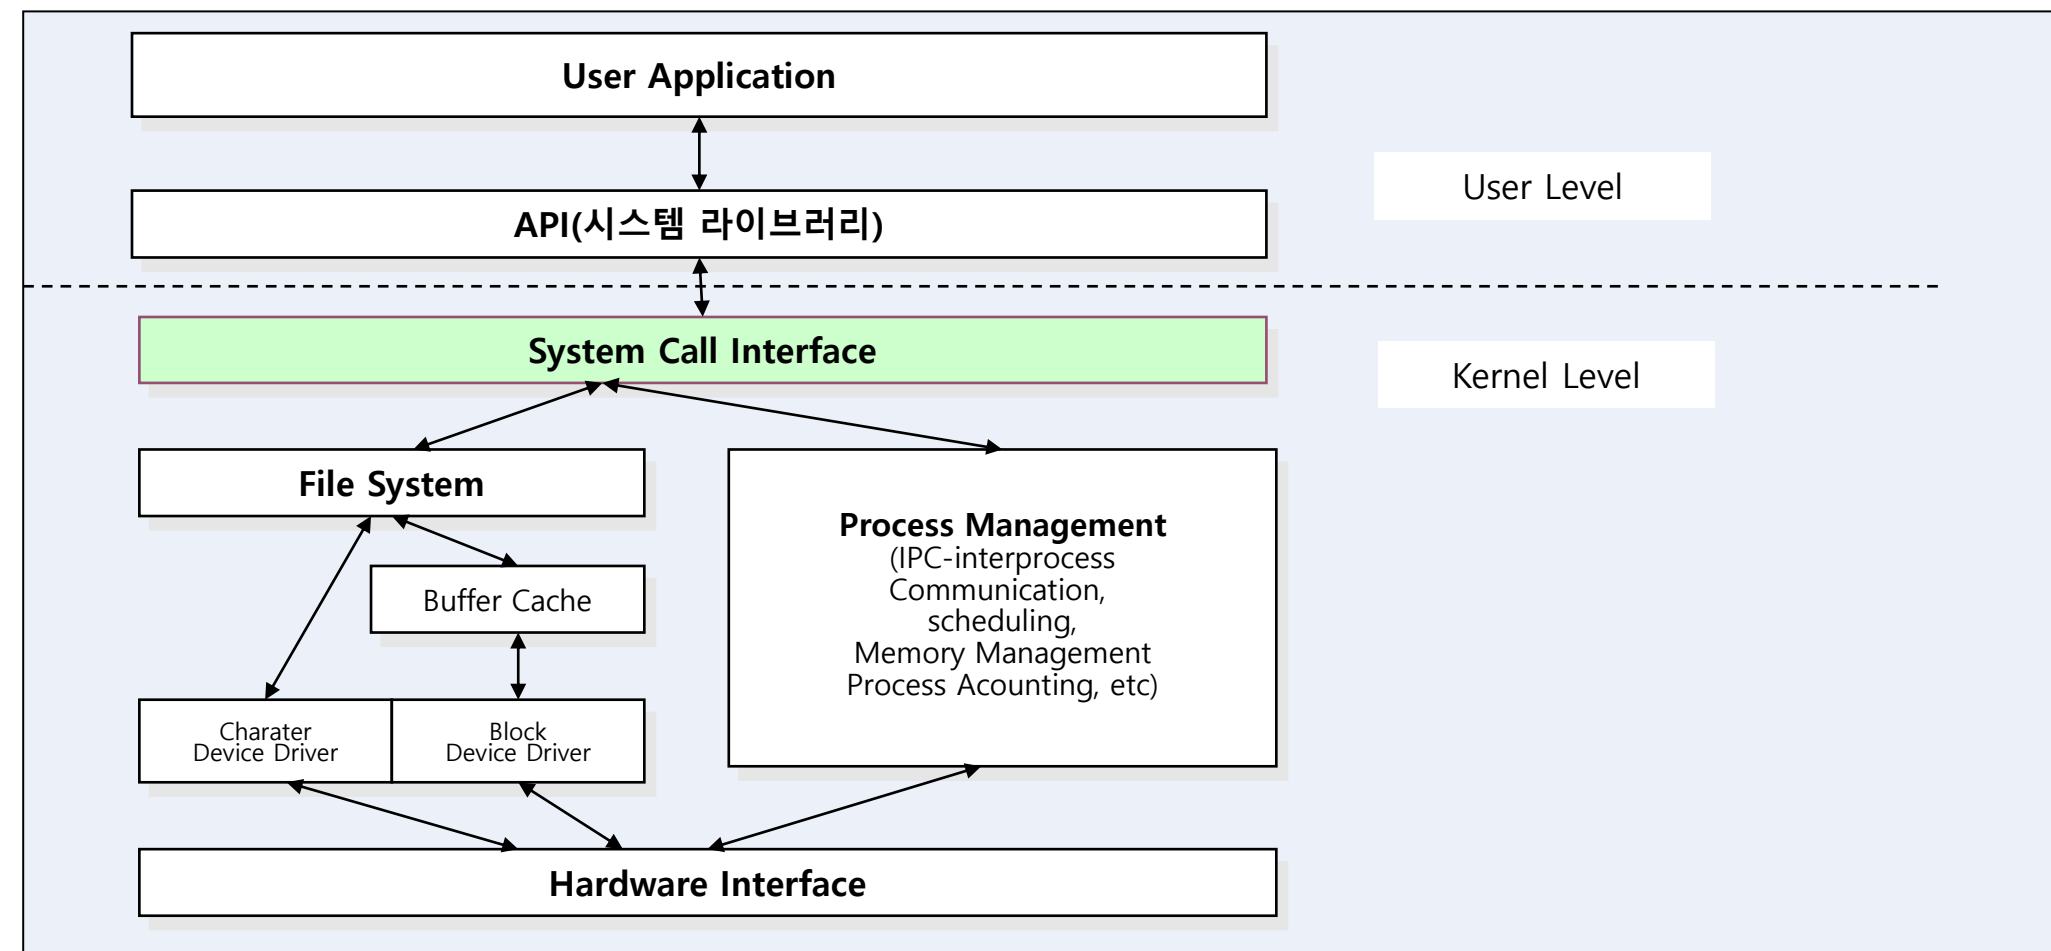 User Application
User Level
API(시스템 라이브러리)
System Call Interface
Kernel Level
File System
Process Management
(IPC-interprocess
Communication,
scheduling,
Memory Management
Process Acounting, etc)
Buffer Cache
Charater
Device Driver
Block
Device Driver
Hardware Interface